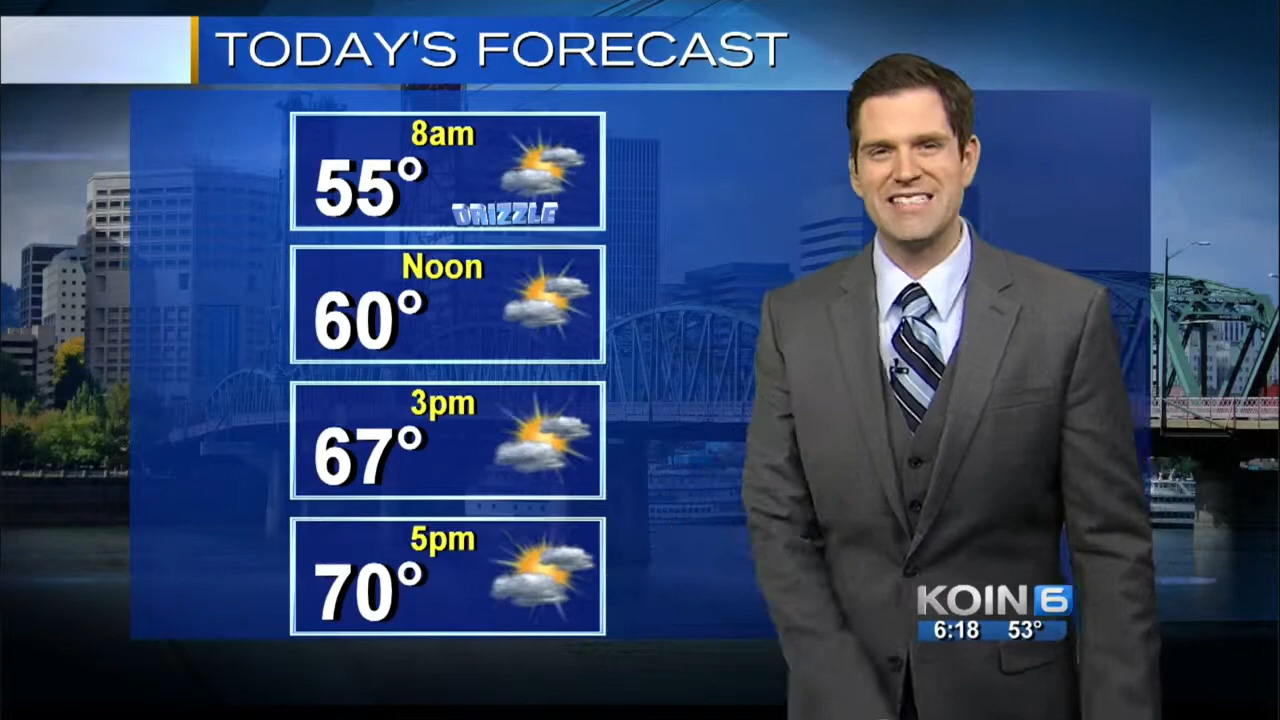 TODAY'S FORECAST
8am
55°
DRIZZLE
Noon
60°
3pm
67°
5pm
70°
KOIN 6
6:18 53°